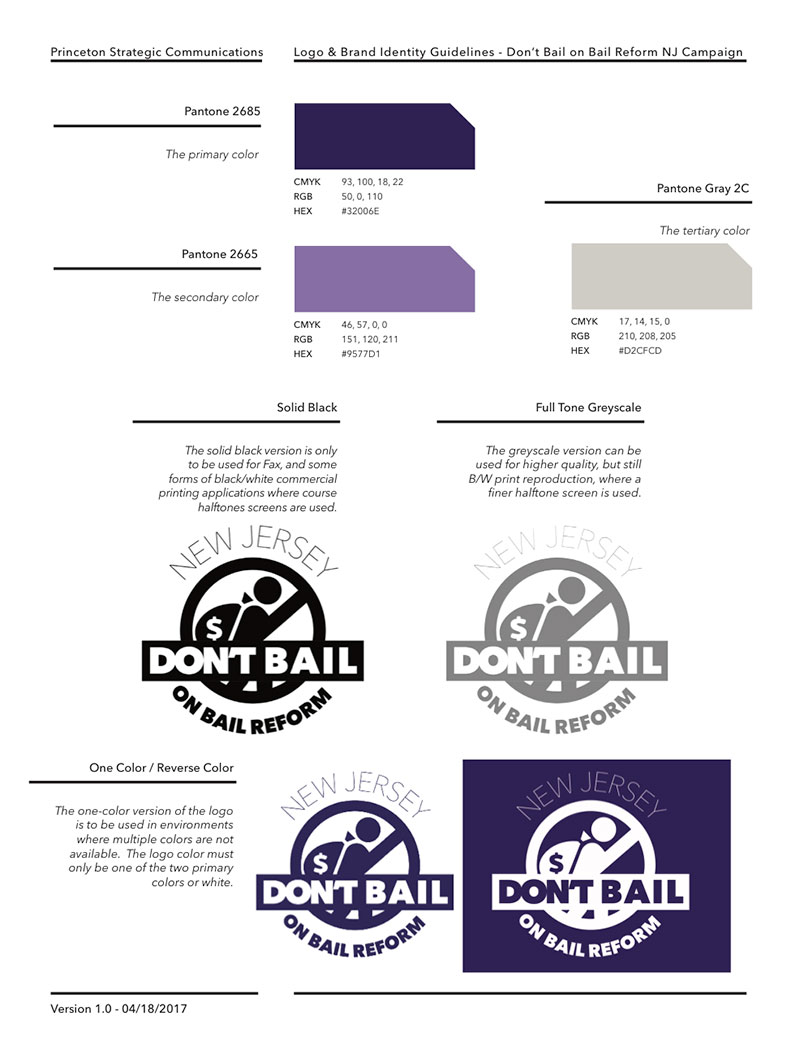 Princeton Strategic Communications
Logo & Brand Identity Guidelines - Don’t Bail on Bail Reform NJ Campaign
Pantone 2685
The primary color
CMYK 93, 100, 18, 22
RGB 50, 0, 110
HEX #32006E
Pantone Gray 2C
The tertiary color
CMYK 17, 14, 15, 0
RGB 210, 208, 205
HEX #D2CFCD
Pantone 2665
The secondary color
CMYK 46, 57, 0, 0
RGB 151, 120, 211
HEX #9577D1
Solid Black
The solid black version is only
to be used for Fax, and some
forms of black/white commercial
printing applications where course
halftones screens are used.
NEW JERSEY
$
DON'T BAIL
ON BAIL REFORM
Full Tone Greyscale
The greyscale version can be
used for higher quality, but still
B/W print reproduction, where a
finer halftone screen is used.
NEW JERSEY
$
DON'T BAIL
ON BAIL REFORM
One Color / Reverse Color
The one-color version of the logo
is to be used in environments
where multiple colors are not
available. The logo color must
only be one of the two primary
colors or white.
NEW JERSEY
$
DON'T BAIL
ON BAIL REFORM
NEW JERSEY
$
DON'T BAIL
ON BAIL REFORM
Version 1.0 - 04/18/2017